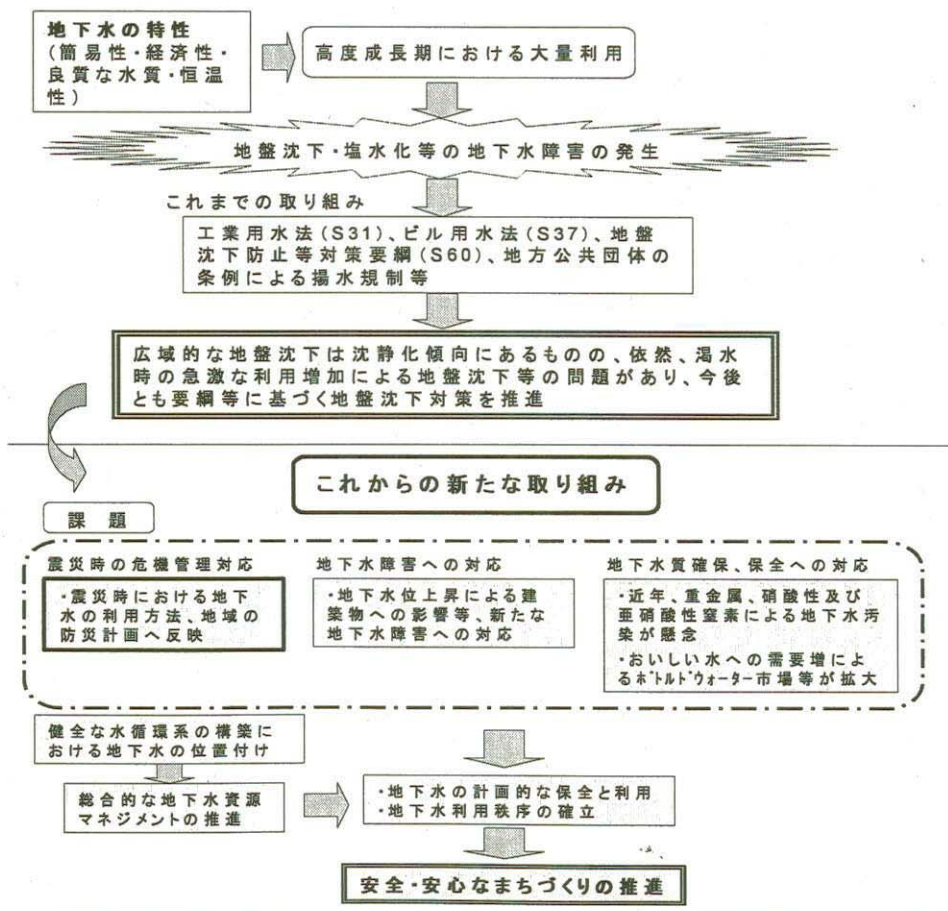 地下水の特性
(簡易性・経済性・
良質な水質・恒温
性)
高度成長期における大量利用
地盤沈下・塩水化等の地下水障害の発生
これまでの取り組み
工業用水法(S31)、ビル用水法(S37)、地盤
沈下防止等対策要綱(S60)、地方公共団体の
条例による揚水規制等
広域的な地盤沈下は沈静化傾向にあるものの、依然、渇水
時の急激な利用増加による地盤沈下等の問題があり、今後
とも要綱等に基づく地盤沈下対策を推進
これからの新たな取り組み
課 題
震災時の危機管理対応
・震災時における地下
水の利用方法、地域の
防災計画へ反映
地下水障害への対応
・地下水位上昇による建
築物への影響等、新たな
地下水障害への対応
地下水質確保、保全への対応
・近年、重金属、硝酸性及び
亜硝酸性窒素による地下水汚
染が懸念
・おいしい水への需要増によ
るボトルドウォーター市場等が拡大
健全な水循環系の構築に
おける地下水の位置付け
総合的な地下水資源
マネジメントの推進
・地下水の計画的な保全と利用
・地下水利用秩序の確立
安全・安心なまちづくりの推進